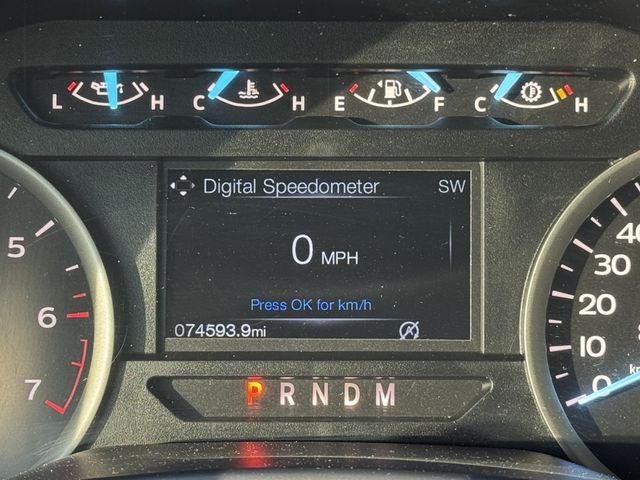 L H C H E F C H
Digital Speedometer SW
0 MPH
Press OK for km/h
074593.9mi
P R N D M
5
6
7
40
30
20
10
0